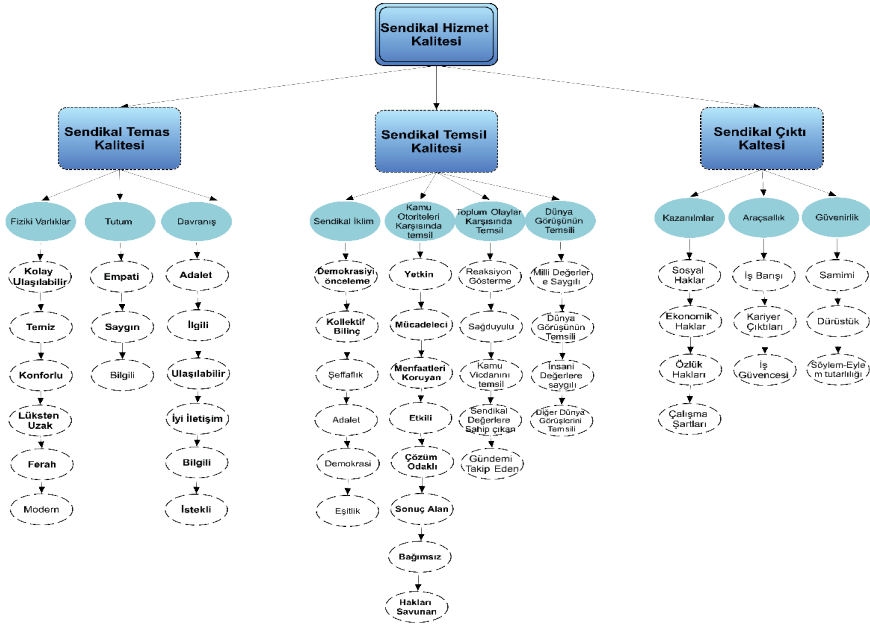 Sendikal Hizmet
Kalitesi
Sendikal Temas
Kalitesi
Sendikal Temsil
Kalitesi
Sendikal Çıktı
Kaltesi
Fiziki Varlıklar
Tutum
Davranış
Sendikal İklim
Kamu
Otoriteleri
Karşısında
temsil
Toplum Olaylar
Karşısında
Temsil
Dünya
Görüşünün
Temsili
Kazanılmlar
Araçsallık
Güvenirlik
Kolay
Ulaşılabilir
Temiz
Konforlu
Lüksten
Uzak
Ferah
Modern
Empati
Saygın
Bilgili
Adalet
İlgili
Ulaşılabilir
İyi İletişim
Bilgili
İstekli
Demokrasiyi
önceleme
Kollektif
Bilinç
Şeffaflık
Adalet
Demokrasi
Eşitlik
Yetkin
Mücadeleci
Menfaatleri
Koruyan
Etkili
Çözüm
Odaklı
Sonuç Alan
Bağımsız
Hakları
Savunan
Reaksiyon
Gösterme
Sağduyulu
Kamu
Vicdanını
temsil
Sendikal
Değerlere
Sahip çıkan
Gündemi
Takip Eden
Milli Değerler
e Saygılı
Dünya
Görüşünün
Temsili
İnsani
Değerlere
saygılı
Diğer Dünya
Görüşlerini
Temsili
Sosyal
Haklar
Ekonomik
Haklar
Özlük
Hakları
Çalışma
Şartları
İş Barışı
Kariyer
Çıktıları
İş
Güvencesi
Samimi
Dürüstük
Söylem-Eyle
m tutarlılığı